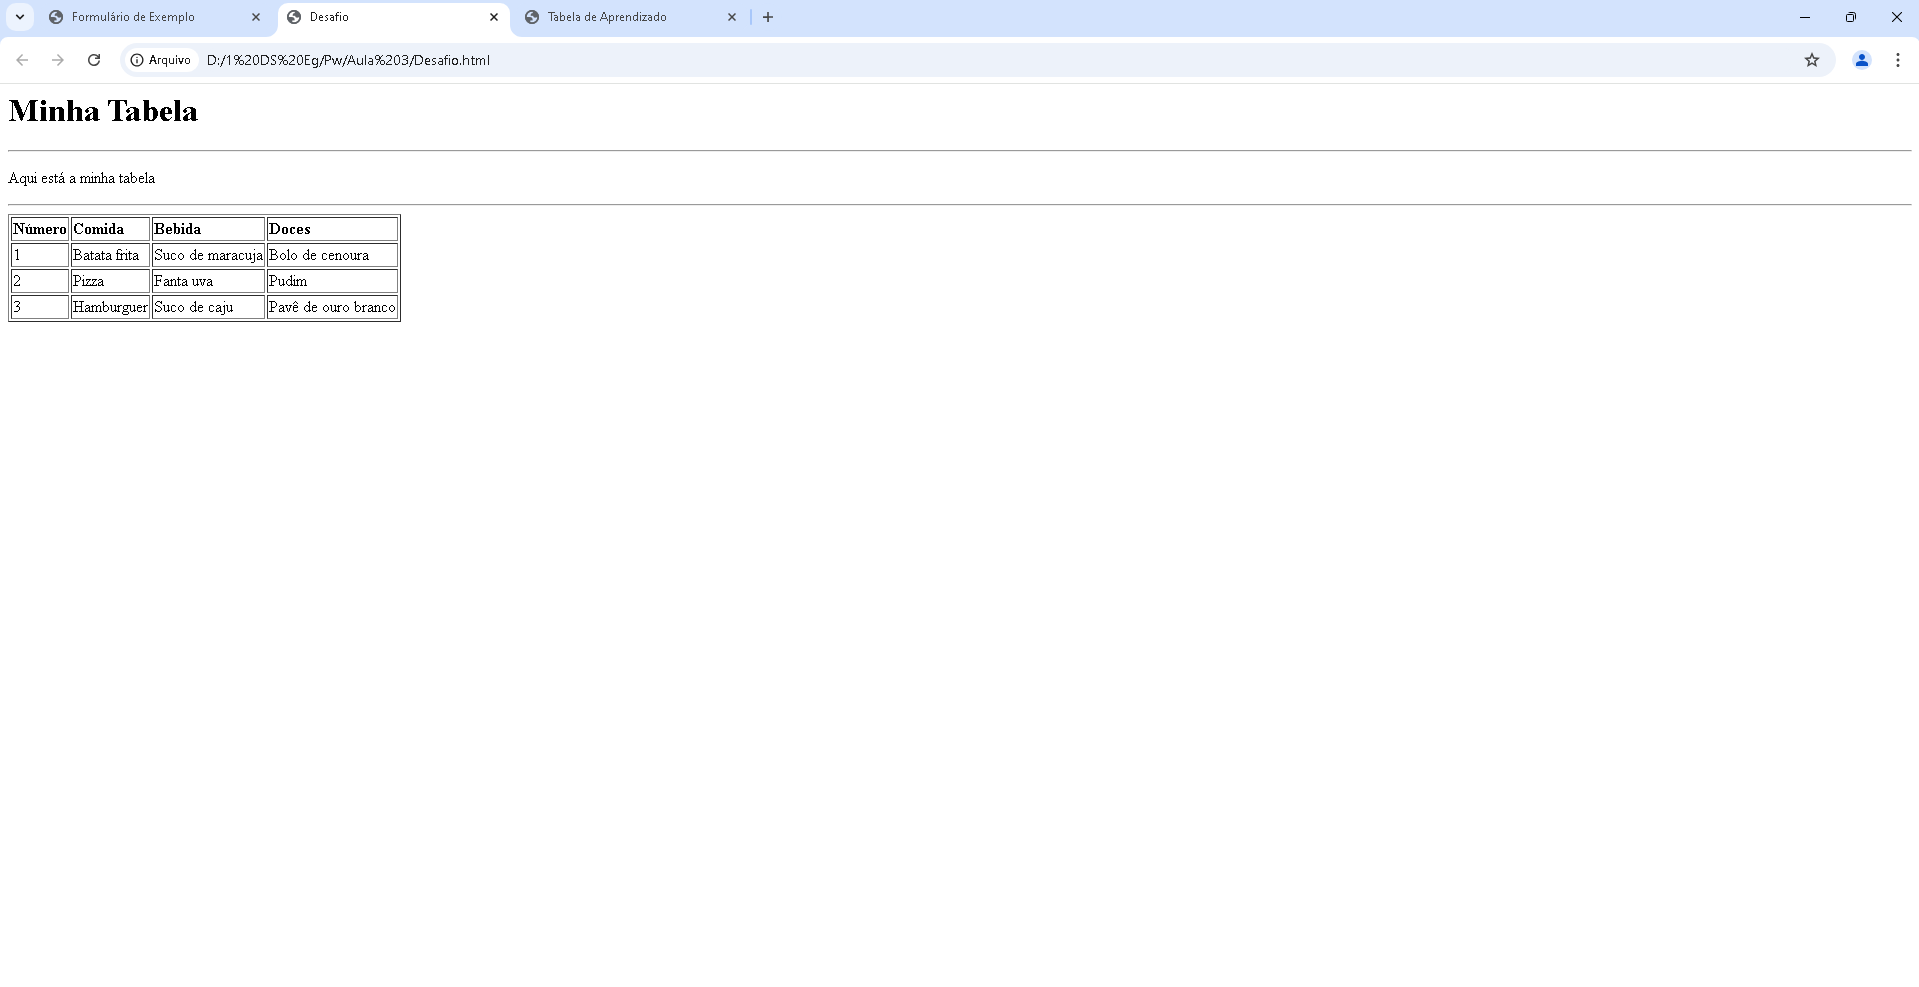 Formulário de Exemplo Desafio Tabela de Aprendizado
Arquivo D:/1%20DS%20Eg/Pw/Aula%203/Desafio.html
Minha Tabela
Aqui está a minha tabela
Número Comida Bebida Doces
1 Batata frita Suco de maracuja Bolo de cenoura
2 Pizza Fanta uva Pudim
3 Hamburguer Suco de caju Pavê de ouro branco